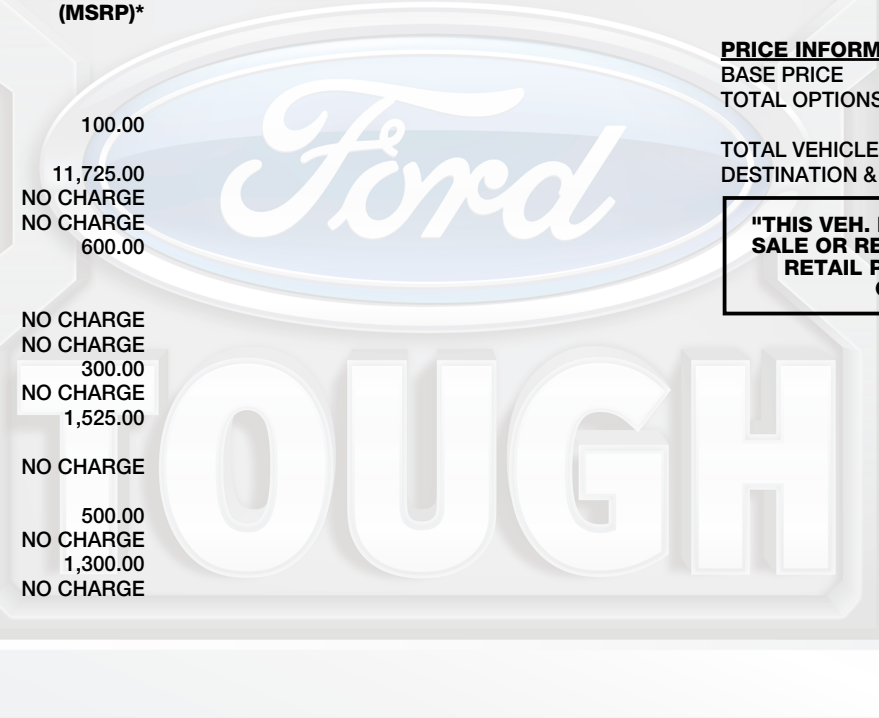 (MSRP)*
100.00
11,725.00
NO CHARGE
NO CHARGE
600.00
NO CHARGE
NO CHARGE
300.00
NO CHARGE
1,525.00
NO CHARGE
500.00
NO CHARGE
1,300.00
NO CHARGE
PRICE INFORM
BASE PRICE
TOTAL OPTIONS
TOTAL VEHICLE
DESTINATION &
"THIS VEH.
SALE OR RE
RETAIL P
Ford
TOUGH